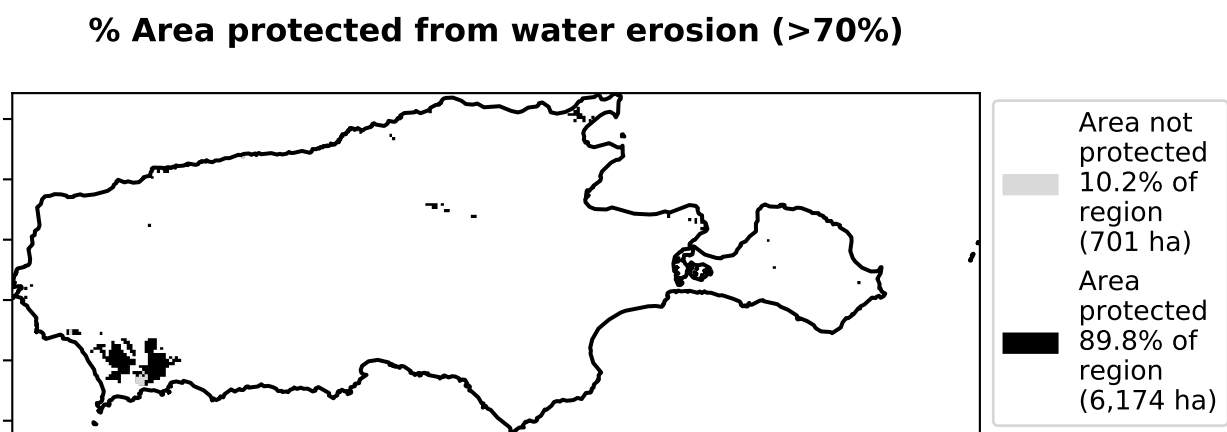 % Area protected from water erosion (>70%)
Area not
protected
10.2% of
region
(701 ha)
Area
protected
89.8% of
region
(6,174 ha)